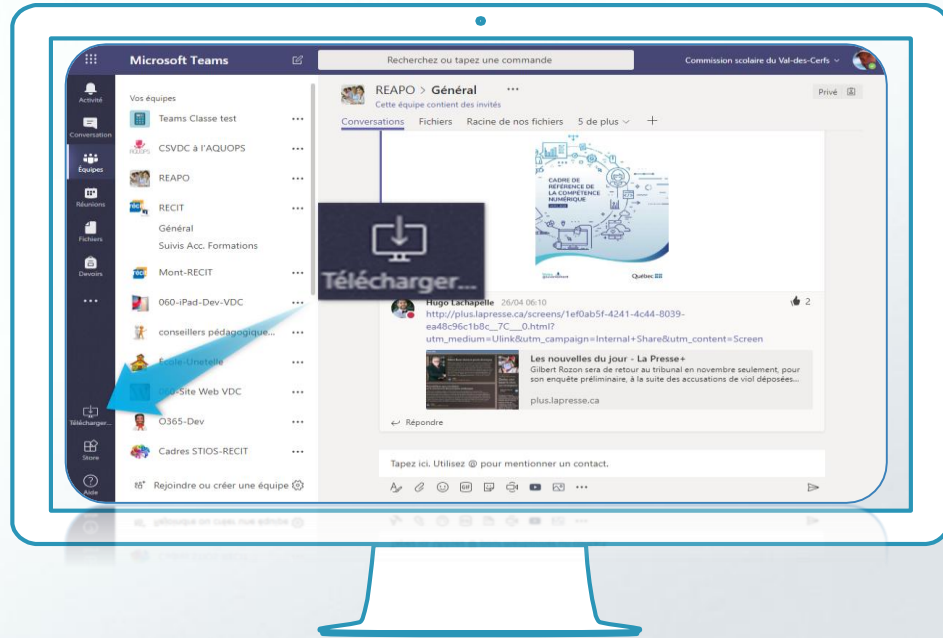 Microsoft Teams
Recherchez ou tapez une commande
Commission scolaire du Val-des-Cerfs
Activité
Conversation
Équipes
Réunions
Fichiers
Devoirs
Télécharger...
Store
Aide
Vos équipes
Teams Classe test
CSVDC à l'AQUOPS
REAPO
RECIT
Général
Suivis Acc. Formations
Mont-RECIT
060-iPad-Dev-VDC
conseillers pédagogique...
École-Unetelle
060-Site Web VDC
O365-Dev
Cadres STIOS-RECIT
Rejoindre ou créer une équipe
REAPO > Général
Privé
Cette équipe contient des invités
Conversations Fichiers Racine de nos fichiers 5 de plus
CADRE DE
RÉFÉRENCE DE
LA COMPÉTENCE
NUMÉRIQUE
Québec
Télécharger...
Hugo Lachapelle 26/04 06:10
2
http://plus.lapresse.ca/screens/1ef0ab5f-4241-4c44-8039-
ea48c96c1b8c__7C___0.html?
utm_medium=Ulink&utm_campaign=Internal+Share&utm_content=Screen
Les nouvelles du jour - La Presse+
Gilbert Rozon sera de retour au tribunal en novembre seulement, pour
son enquête préliminaire, à la suite des accusations de viol déposées...
plus.lapresse.ca
Répondre
Tapez ici. Utilisez @ pour mentionner un contact.
GIF